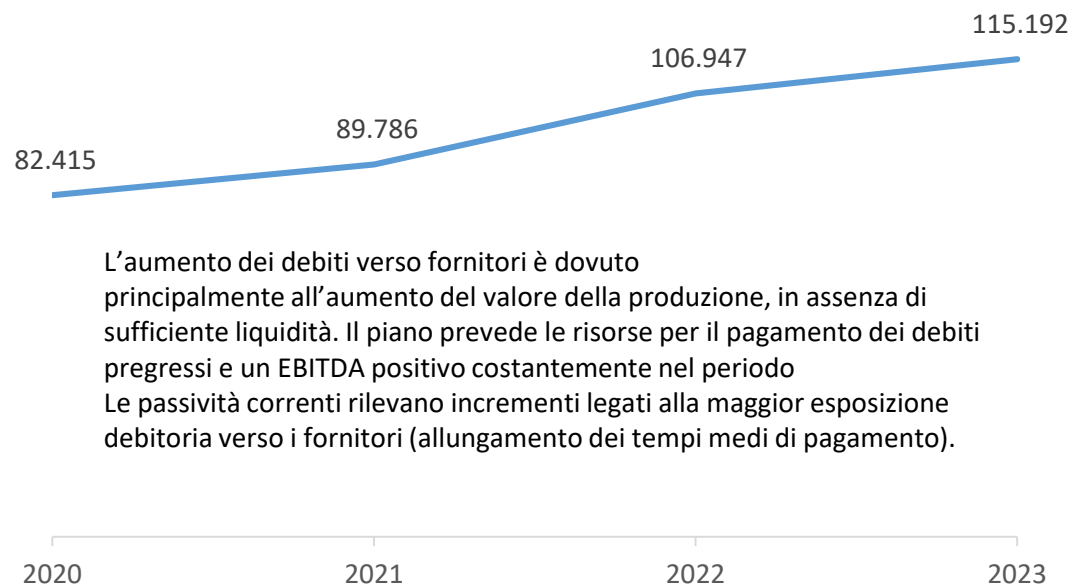 115.192
106.947
89.786
82.415
L’aumento dei debiti verso fornitori è dovuto
principalmente all’aumento del valore della produzione, in assenza di
sufficiente liquidità. Il piano prevede le risorse per il pagamento dei debiti
pregressi e un EBITDA positivo costantemente nel periodo
Le passività correnti rilevano incrementi legati alla maggior esposizione
debitoria verso i fornitori (allungamento dei tempi medi di pagamento).
2020 2021 2022 2023